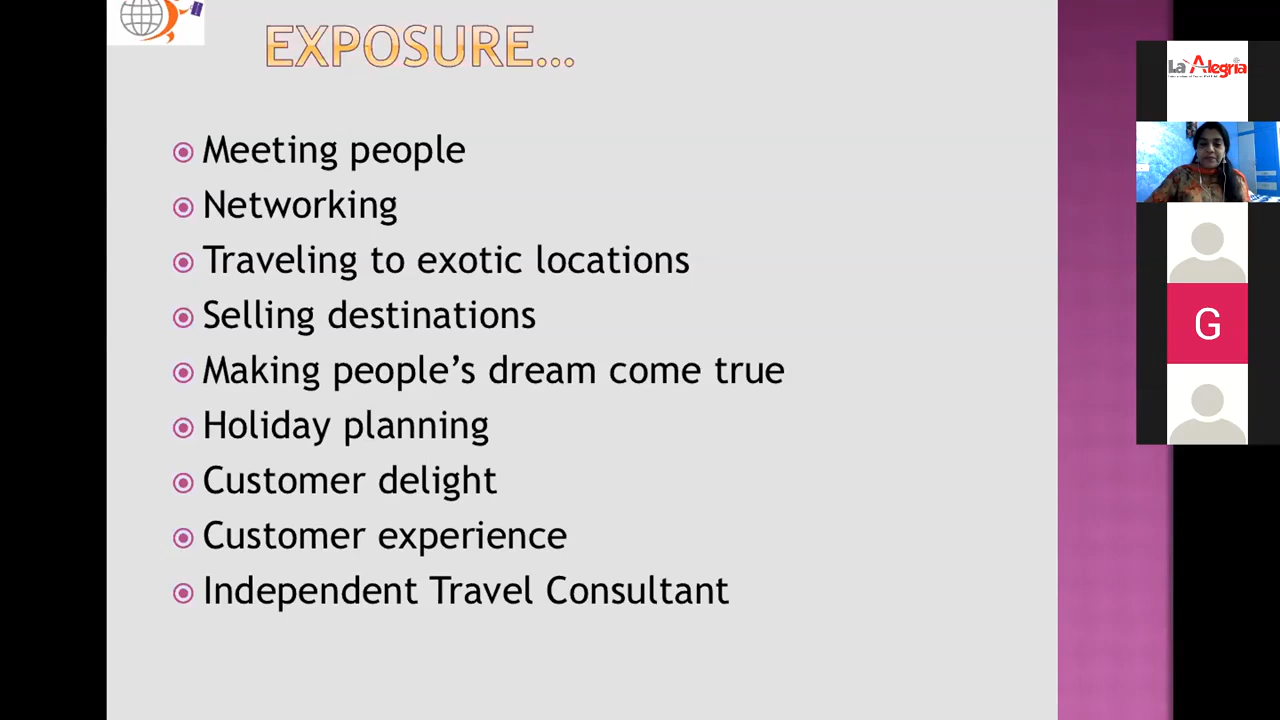 EXPOSURE...
Meeting people
Networking
Traveling to exotic locations
Selling destinations
Making people’s dream come true
Holiday planning
Customer delight
Customer experience
Independent Travel Consultant
La Alegria
G